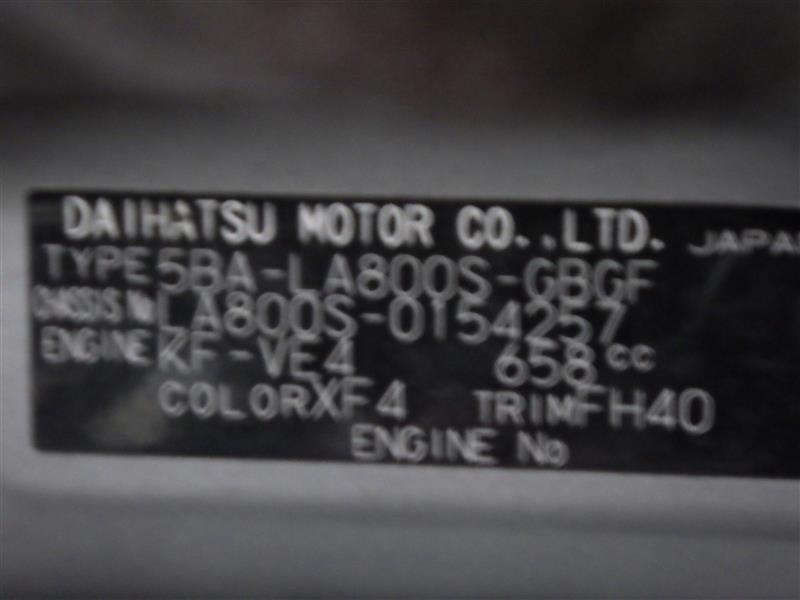 DAIHATSU MOTOR CO.,LTD. JAPAN
TYPE 5BA-LA800S-GBGF
CHASSIS No LA800S-0154257
ENGINE KF-VE4 658cc
COLOR XF4 TRIM FH40
ENGINE No